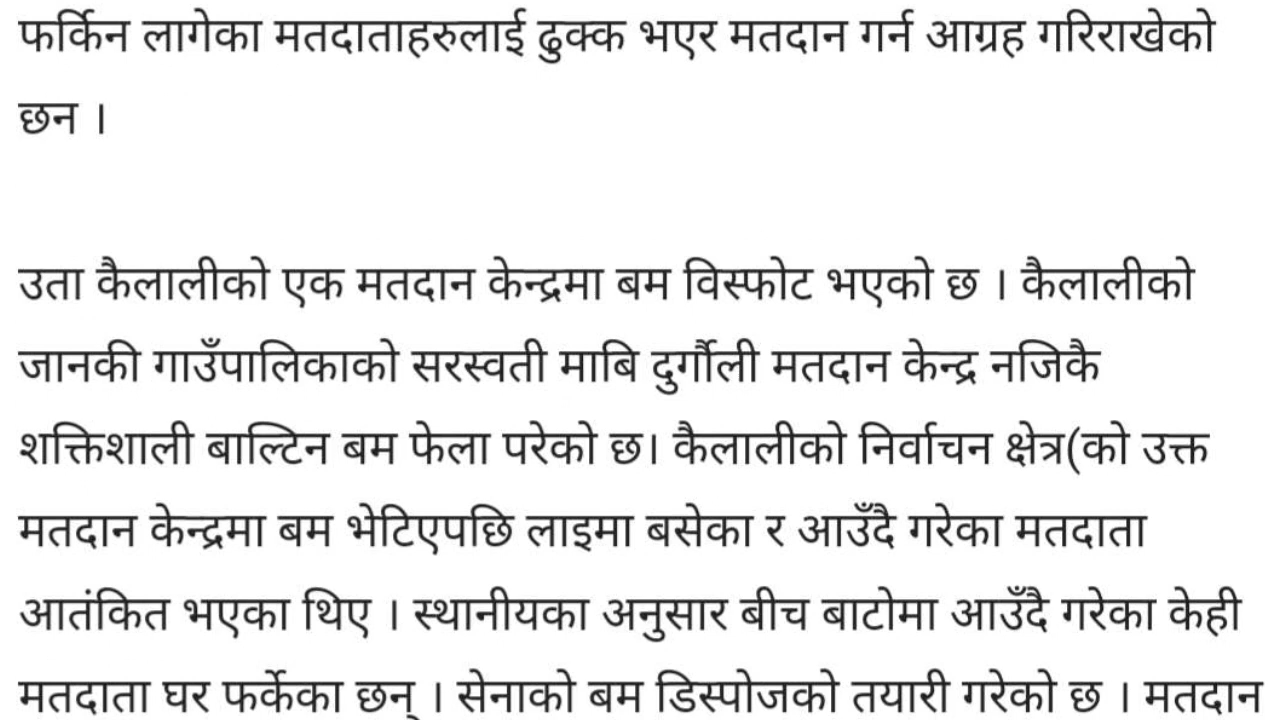 फर्किन लागेका मतदाताहरुलाई ढुक्क भएर मतदान गर्न आग्रह गरिराखेको
छन ।
उता कैलालीको एक मतदान केन्द्रमा बम विस्फोट भएको छ । कैलालीको
जानकी गाउँपालिकाको सरस्वती माबि दुर्गौली मतदान केन्द्र नजिकै
शक्तिशाली बाल्टिन बम फेला परेको छ। कैलालीको निर्वाचन क्षेत्र(को उक्त
मतदान केन्द्रमा बम भेटिएपछि लाइमा बसेका र आउँदै गरेका मतदाता
आतंकित भएका थिए । स्थानीयका अनुसार बीच बाटोमा आउँदै गरेका केही
मतदाता घर फर्केका छन् । सेनाको बम डिस्पोजको तयारी गरेको छ । मतदान